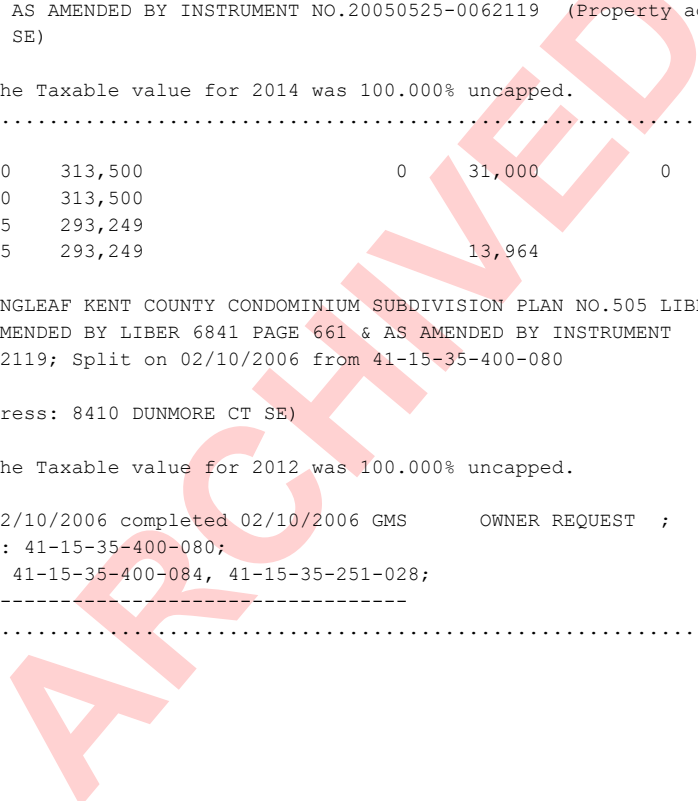 AS AMENDED BY INSTRUMENT NO.20050525-0062119 (Property a
SE)
he Taxable value for 2014 was 100.000% uncapped.
.........................................................
0 313,500 0 31,000 0
0 313,500
5 293,249
5 293,249 13,964
NGLEAF KENT COUNTY CONDOMINIUM SUBDIVISION PLAN NO.505 LIB
MENDED BY LIBER 6841 PAGE 661 & AS AMENDED BY INSTRUMENT
2119; Split on 02/10/2006 from 41-15-35-400-080
ress: 8410 DUNMORE CT SE)
he Taxable value for 2012 was 100.000% uncapped.
2/10/2006 completed 02/10/2006 GMS OWNER REQUEST ;
: 41-15-35-400-080;
41-15-35-400-084, 41-15-35-251-028;
----------------------------------
.........................................................
ARCHIVED